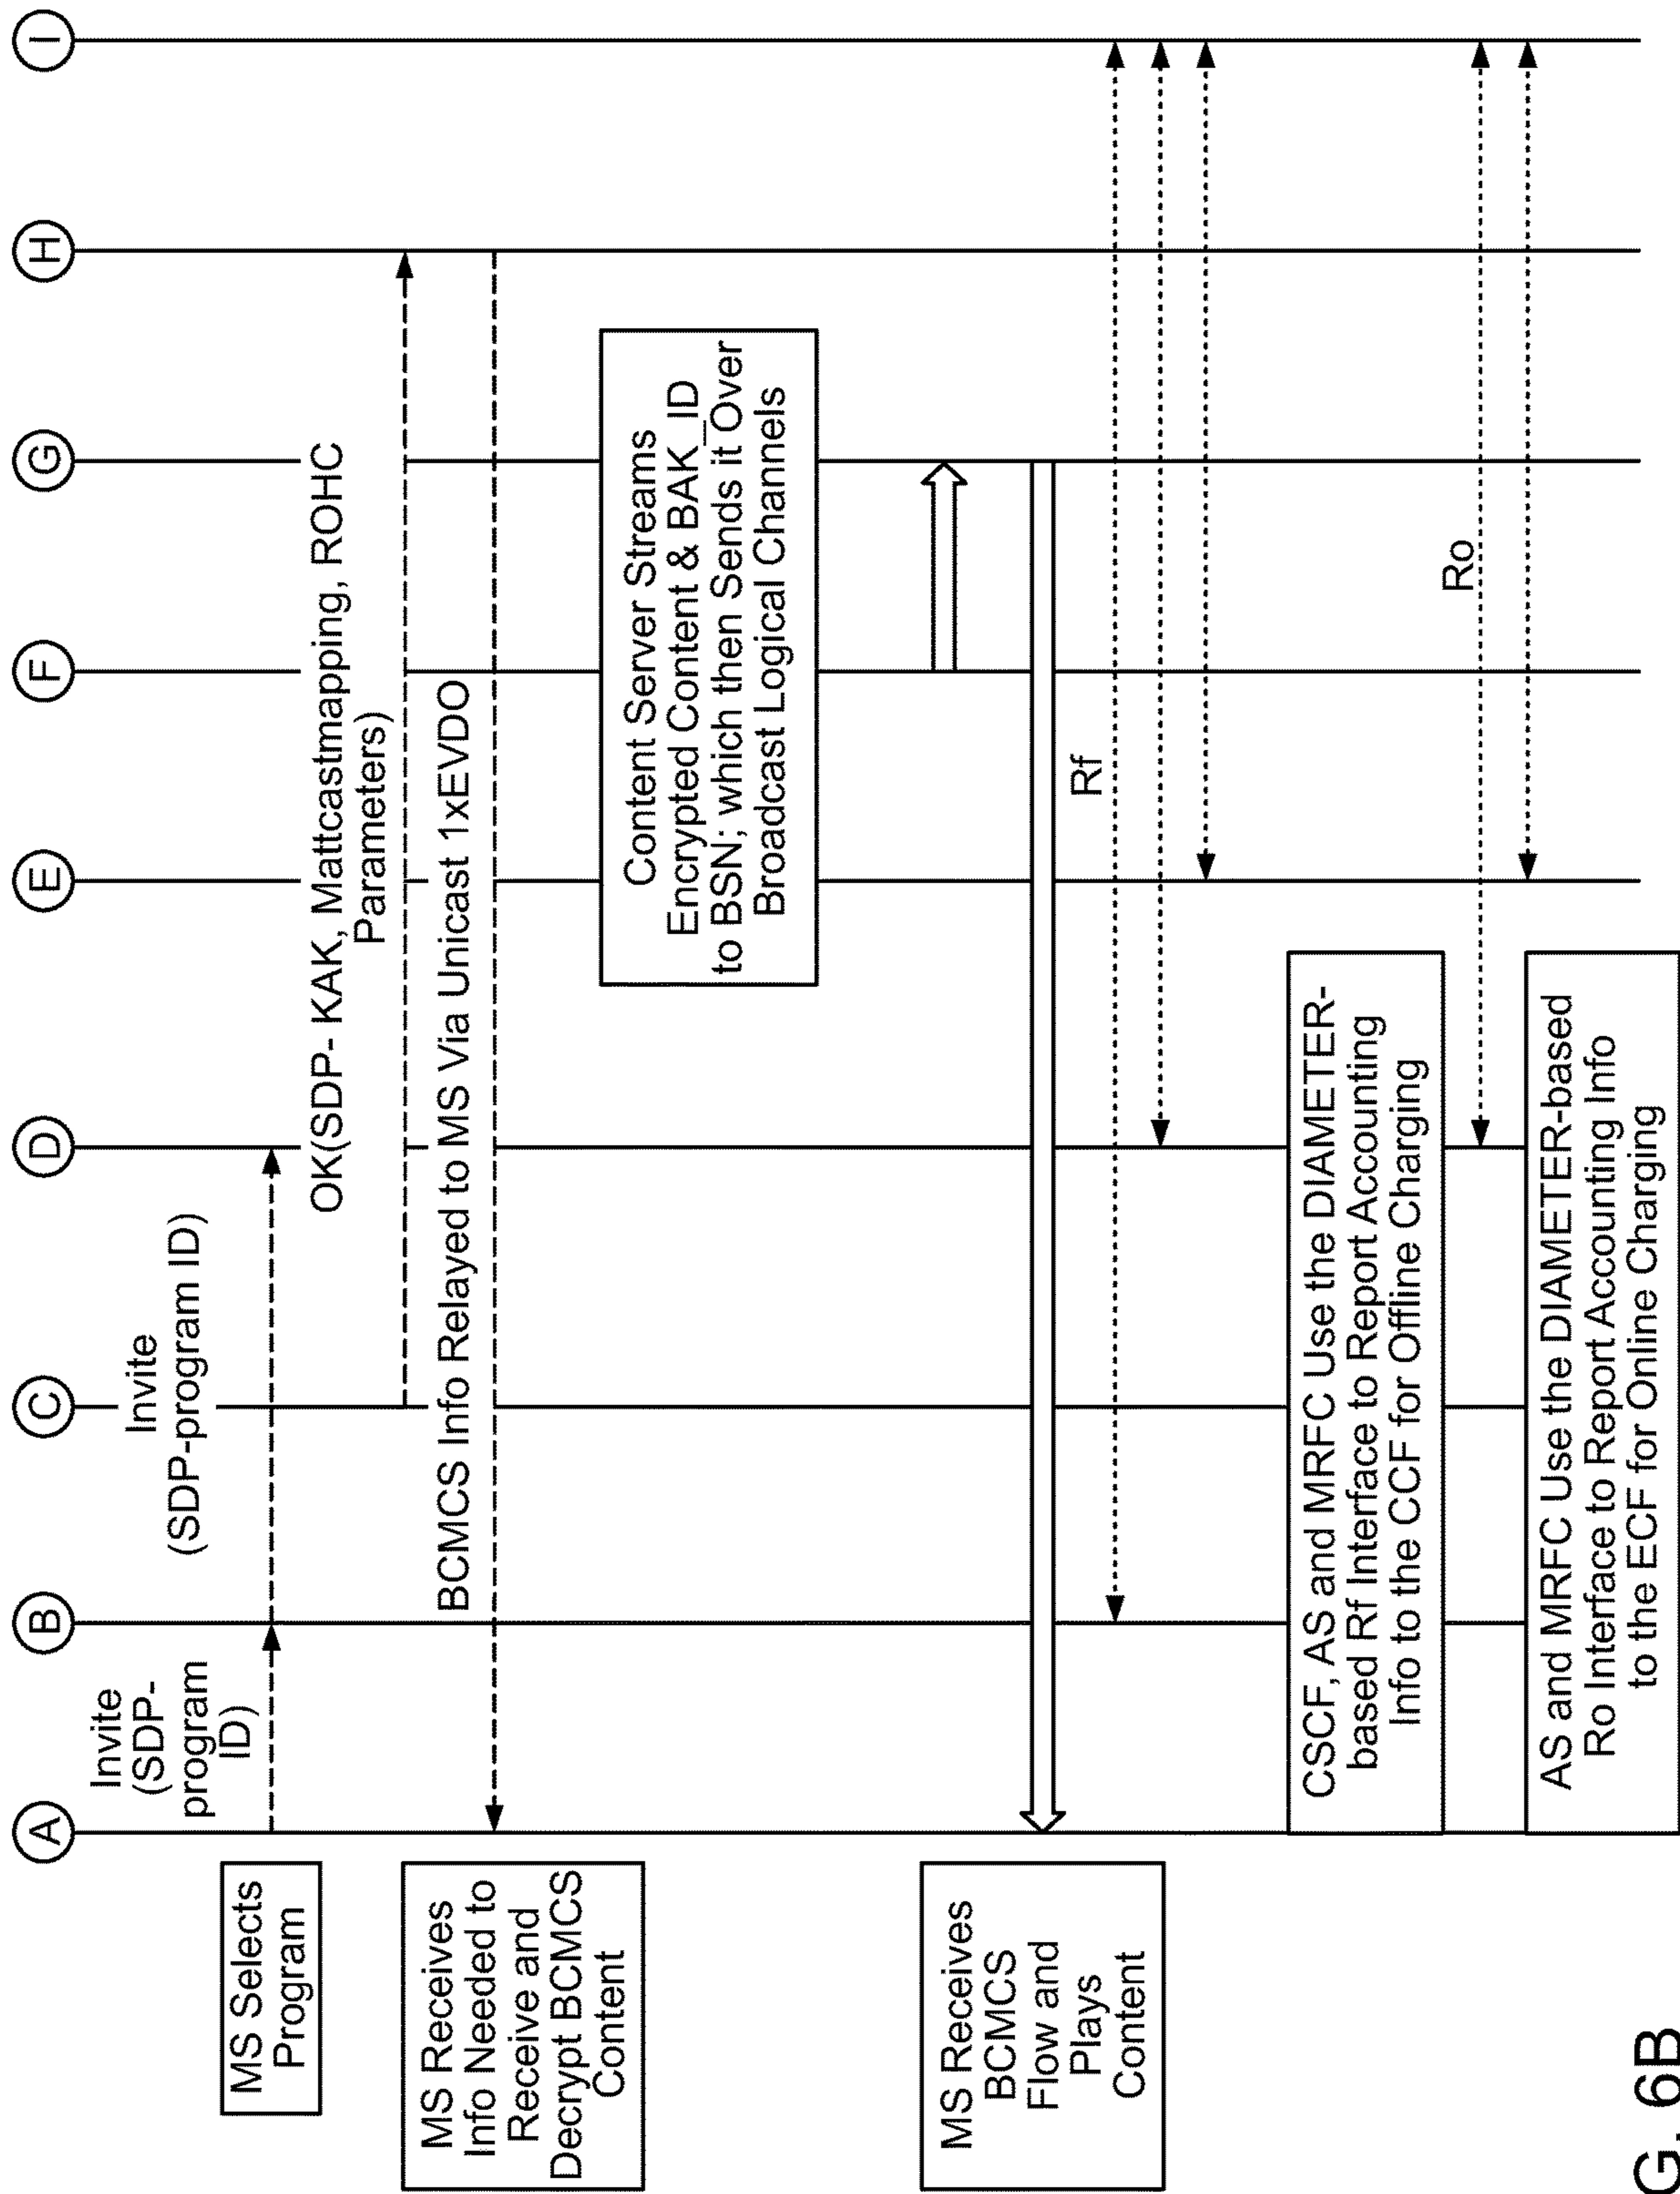 A
B
C
D
E
F
G
H
I
MS Selects
Program
Invite
(SDP-
program
ID)
Invite
(SDP-program ID)
OK(SDP- KAK, Mattcastmapping, ROHC
Parameters)
MS Receives
Info Needed to
Receive and
Decrypt BCMCS
Content
BCMCS Info Relayed to MS Via Unicast 1xEVDO
Content Server Streams
Encrypted Content & BAK_ID
to BSN; which then Sends it Over
Broadcast Logical Channels
MS Receives
BCMCS
Flow and
Plays
Content
Rf
CSCF, AS and MRFC Use the DIAMETER-
based Rf Interface to Report Accounting
Info to the CCF for Offline Charging
Ro
AS and MRFC Use the DIAMETER-based
Ro Interface to Report Accounting Info
to the ECF for Online Charging
G. 6B